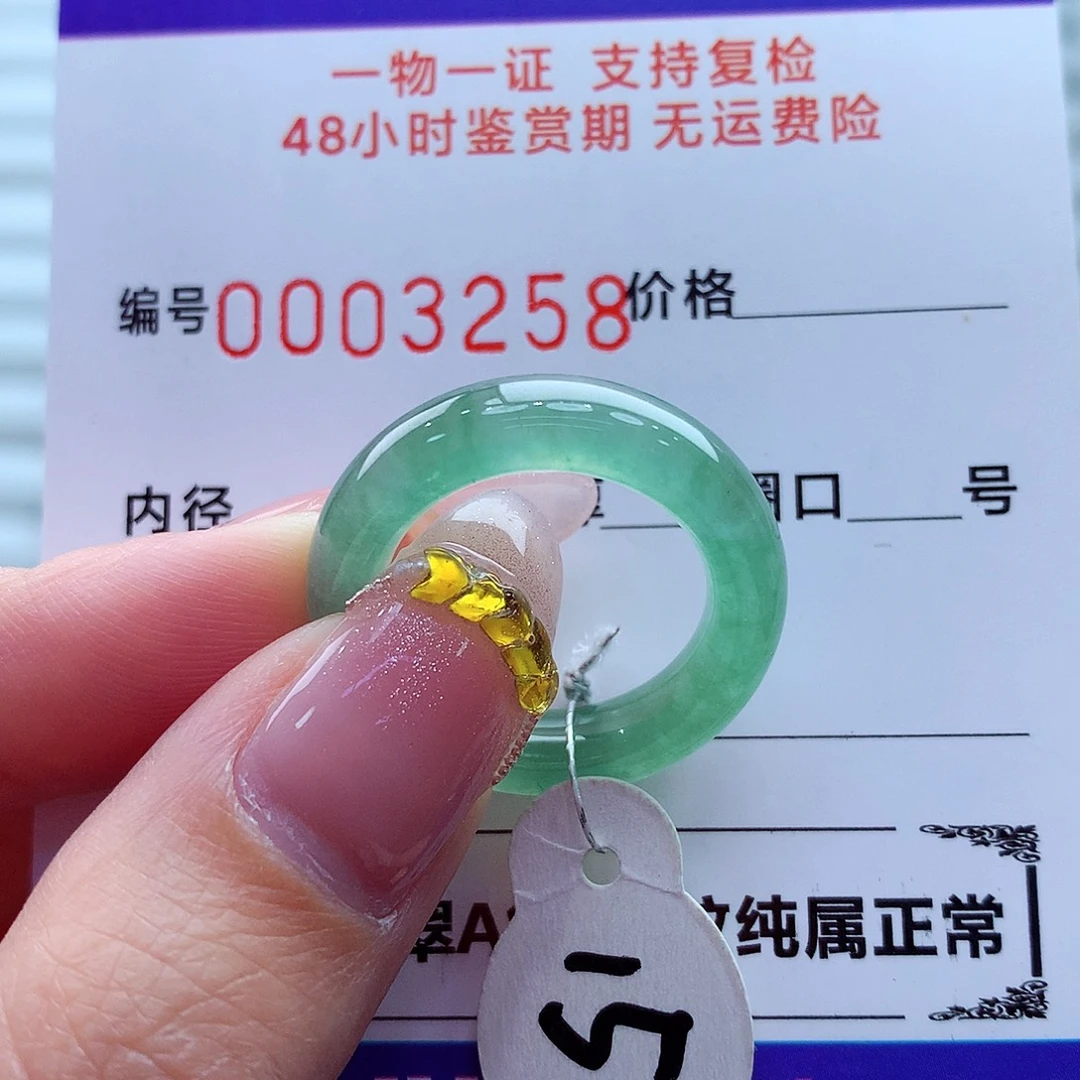 一物一证 支持复检
48小时鉴赏期 无运费险
编号0003258价格
内径 圈口 号
翠A 纹纯属正常
15